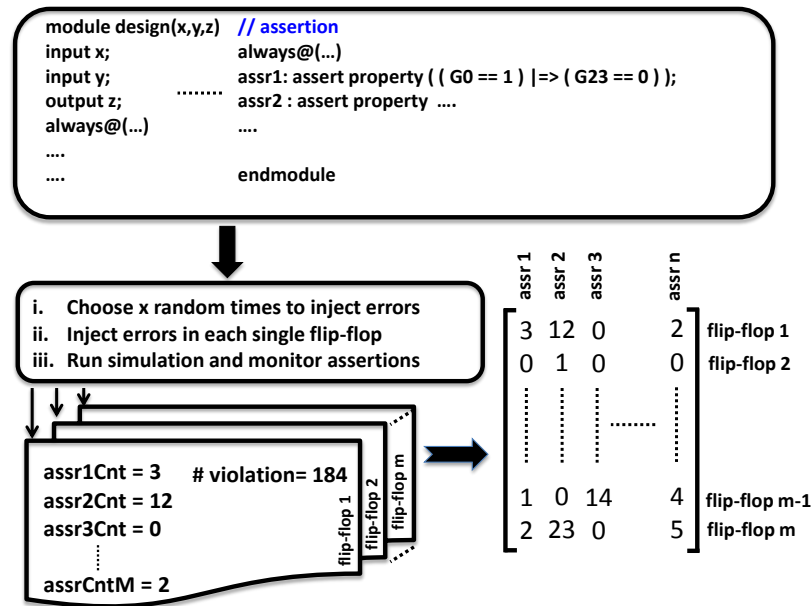 module design(x,y,z) // assertion
input x; always@(...)
input y; ........ assr1: assert property ( ( G0 == 1 ) |=> ( G23 == 0 ) );
output z; assr2 : assert property ....
always@(...) ....
....
.... endmodule
i. Choose x random times to inject errors
ii. Inject errors in each single flip-flop
iii. Run simulation and monitor assertions
assr1Cnt = 3 # violation= 184
assr2Cnt = 12
assr3Cnt = 0
assrCntM = 2
flip-flop 1
flip-flop 2
flip-flop m
assr 1 assr 2 assr 3 assr n
3 12 0 2 flip-flop 1
0 1 0 0 flip-flop 2
1 0 14 4 flip-flop m-1
2 23 0 5 flip-flop m